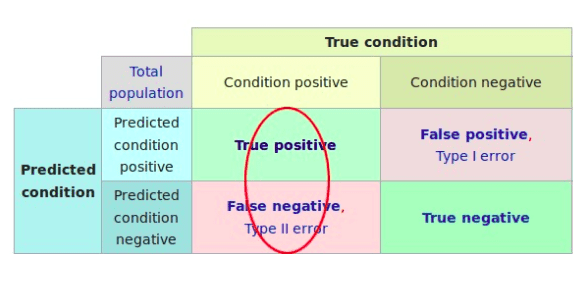 True condition
Total
population
Condition positive
Condition negative
Predicted
condition
Predicted
condition
positive
True positive
False positive,
Type I error
Predicted
condition
negative
False negative,
Type II error
True negative